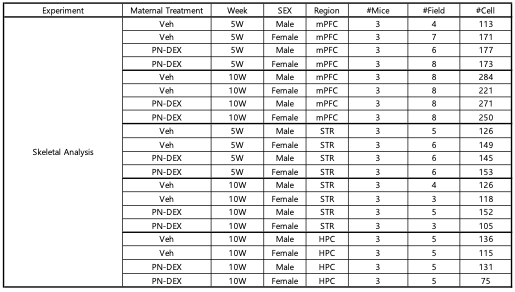 Experiment Maternal Treatment Week SEX Region #Mice #Field #Cell
Veh 5W Male mPFC 3 4 113
Veh 5W Female mPFC 3 7 171
PN-DEX 5W Male mPFC 3 6 177
PN-DEX 5W Female mPFC 3 8 173
Veh 10W Male mPFC 3 8 284
Veh 10W Female mPFC 3 8 221
PN-DEX 10W Male mPFC 3 8 271
PN-DEX 10W Female mPFC 3 8 250
Veh 5W Male STR 3 5 126
Veh 5W Female STR 3 6 149
Skeletal Analysis
PN-DEX 5W Male STR 3 6 145
PN-DEX 5W Female STR 3 6 153
Veh 10W Male STR 3 4 126
Veh 10W Female STR 3 3 118
PN-DEX 10W Male STR 3 5 152
PN-DEX 10W Female STR 3 3 105
Veh 10W Male HPC 3 5 136
Veh 10W Female HPC 3 5 115
PN-DEX 10W Male HPC 3 5 131
PN-DEX 10W Female HPC 3 5 75